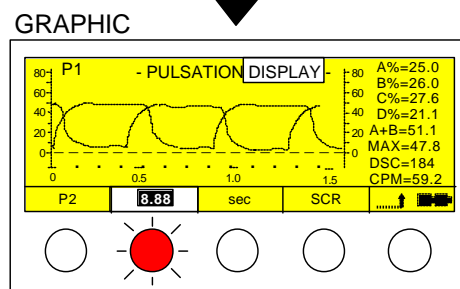 GRAPHIC
P1 - PULSATION DISPLAY -
80 80
60 60
40 40
20 20
0 0
0 0.5 1.0 1.5
A%=25.0
B%=26.0
C%=27.6
D%=21.1
A+B=51.1
MAX=47.8
DSC=184
CPM=59.2
P2 8.88 sec SCR